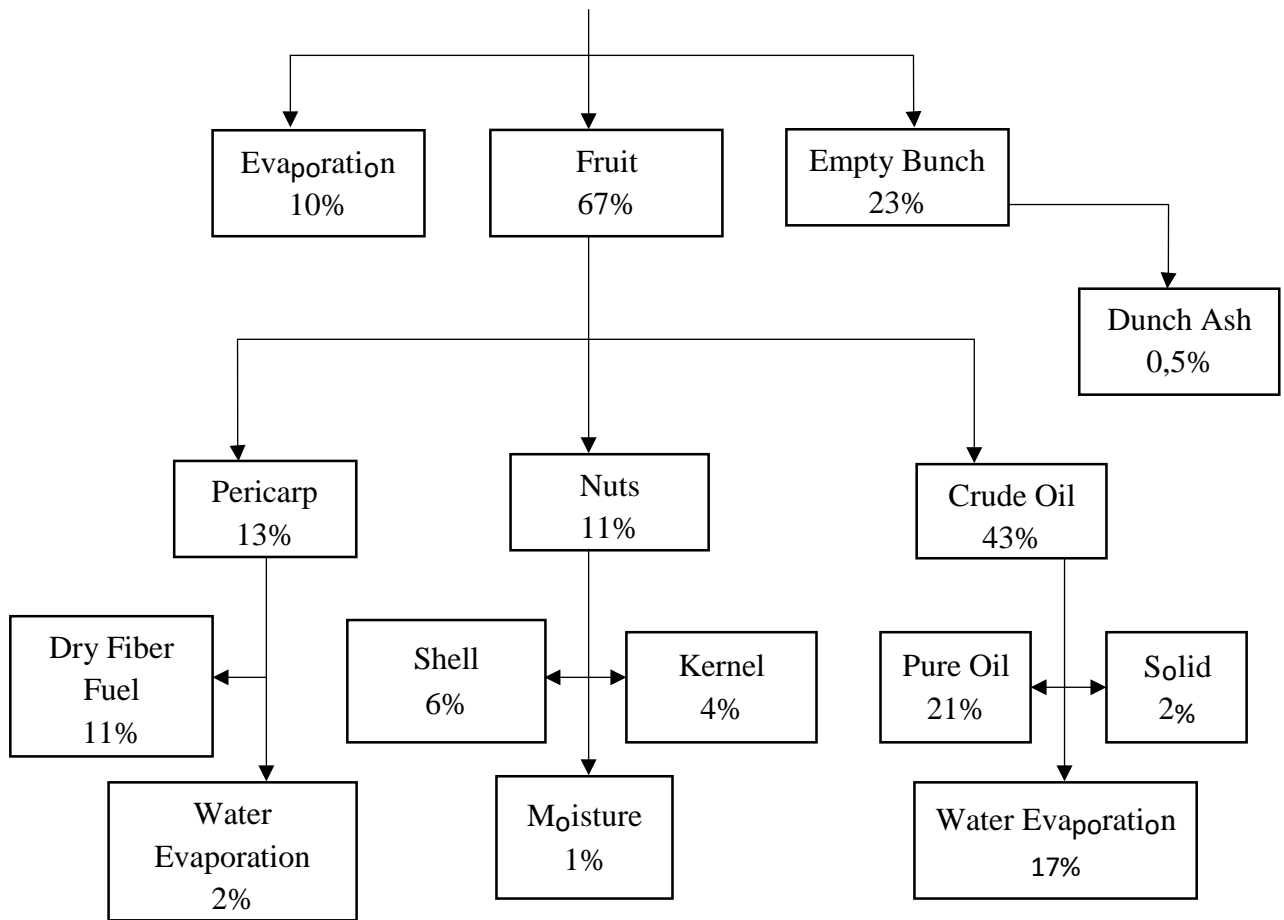 Evaporation
10%
Fruit
67%
Empty Bunch
23%
Dunch Ash
0,5%
Pericarp
13%
Nuts
11%
Crude Oil
43%
Dry Fiber
Fuel
11%
Shell
6%
Kernel
4%
Pure Oil
21%
Solid
2%
Water
Evaporation
2%
Moisture
1%
Water Evaporation
17%